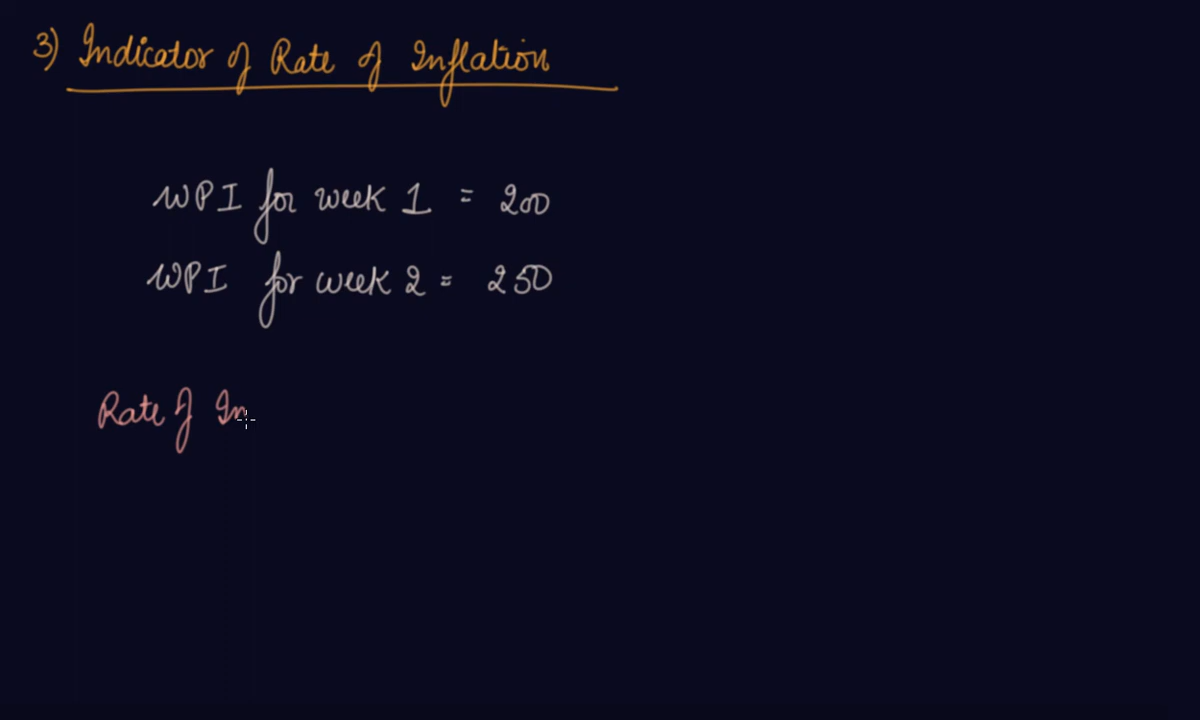 3) Indicator of Rate of Inflation
WPI for week 1 = 200
WPI for week 2 = 250
Rate of In